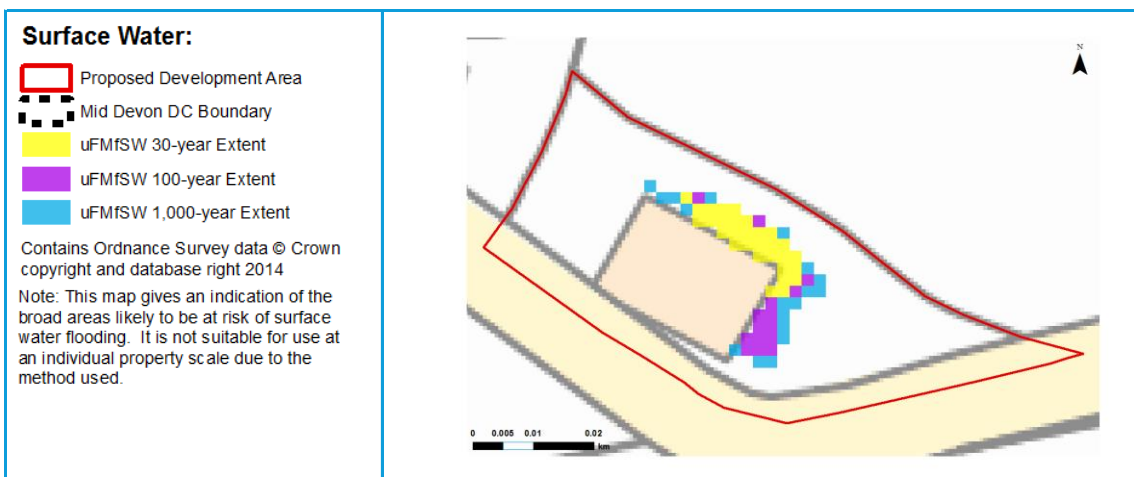 Surface Water:
Proposed Development Area
Mid Devon DC Boundary
uFMfSW 30-year Extent
uFMfSW 100-year Extent
uFMfSW 1,000-year Extent
Contains Ordnance Survey data © Crown
copyright and database right 2014
Note: This map gives an indication of the
broad areas likely to be at risk of surface
water flooding. It is not suitable for use at
an individual property scale due to the
method used.
N
0 0.005 0.01 0.02
km